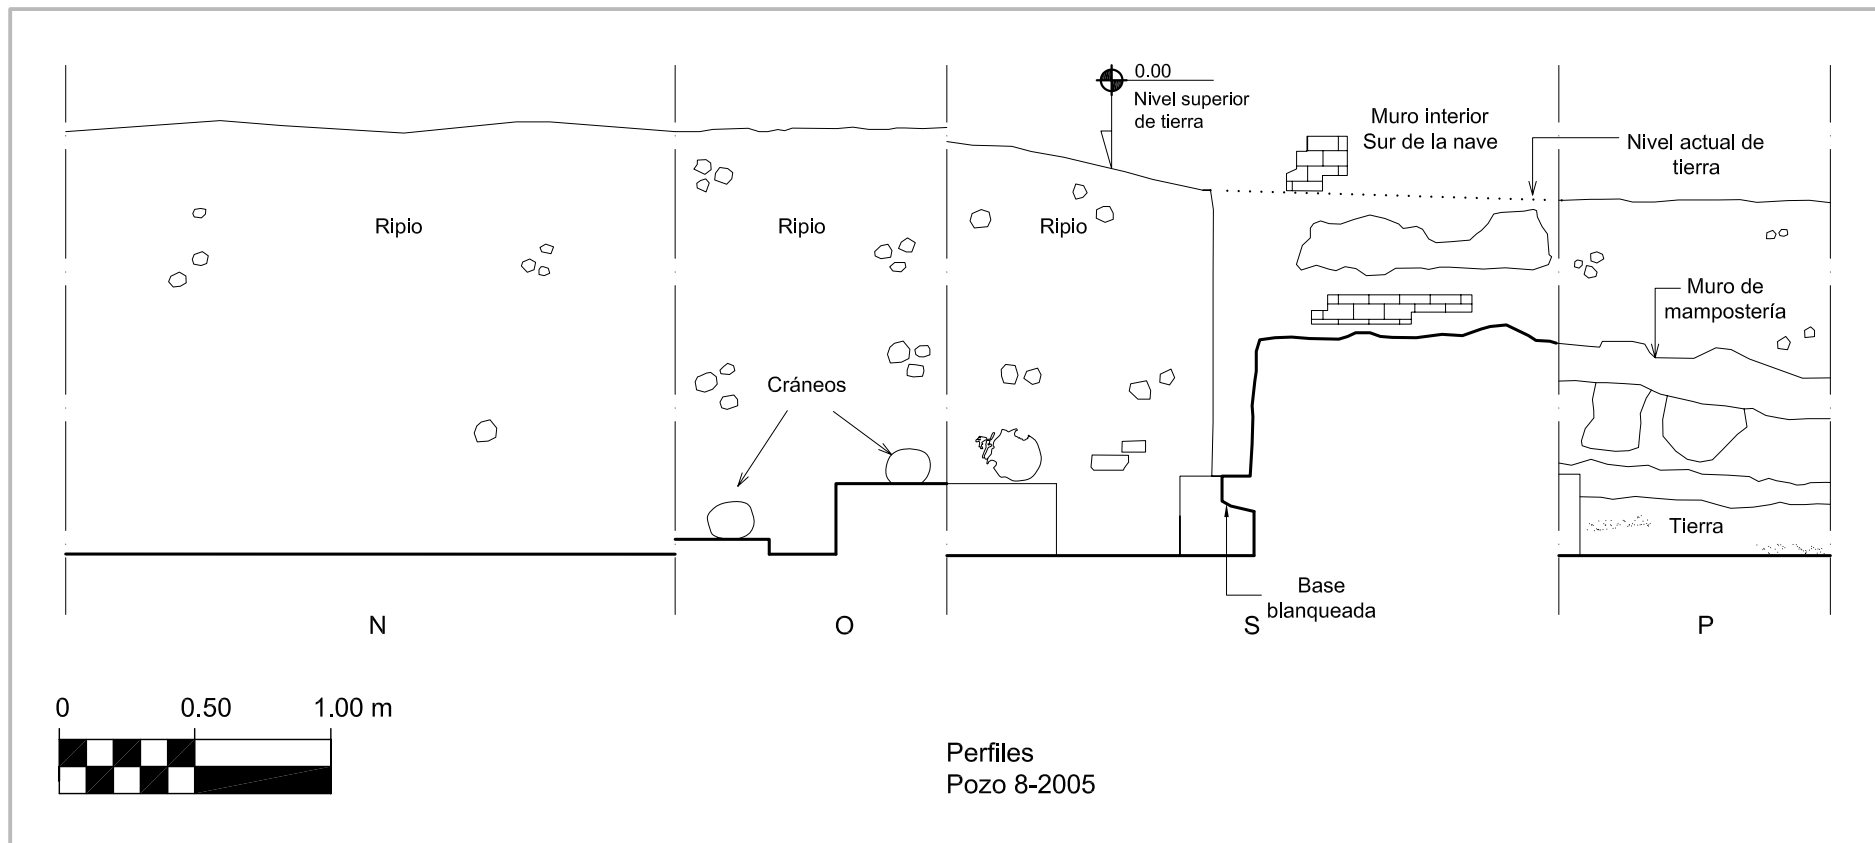 0.00
Nivel superior
de tierra
Muro interior
Sur de la nave
Nivel actual de
tierra
Ripio
Ripio
Ripio
Muro de
mampostería
Cráneos
Tierra
Base
blanqueada
N
O
S
P
0
0.50
1.00 m
Perfiles
Pozo 8-2005